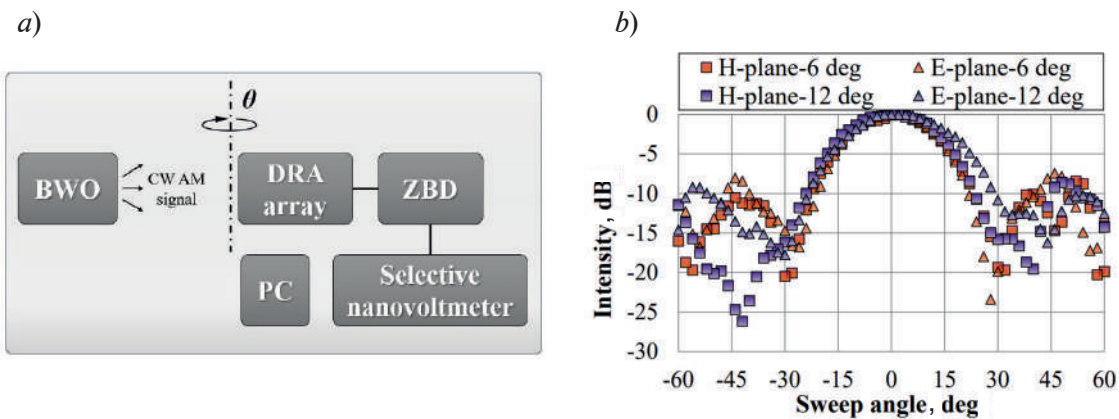 a)
θ
BWO
CW AM
signal
DRA
array
ZBD
PC
Selective
nanovoltmeter
b)
H-plane-6 deg
E-plane-6 deg
H-plane-12 deg
E-plane-12 deg
Intensity, dB
0
-5
-10
-15
-20
-25
-30
-60 -45 -30 -15 0 15 30 45 60
Sweep angle, deg